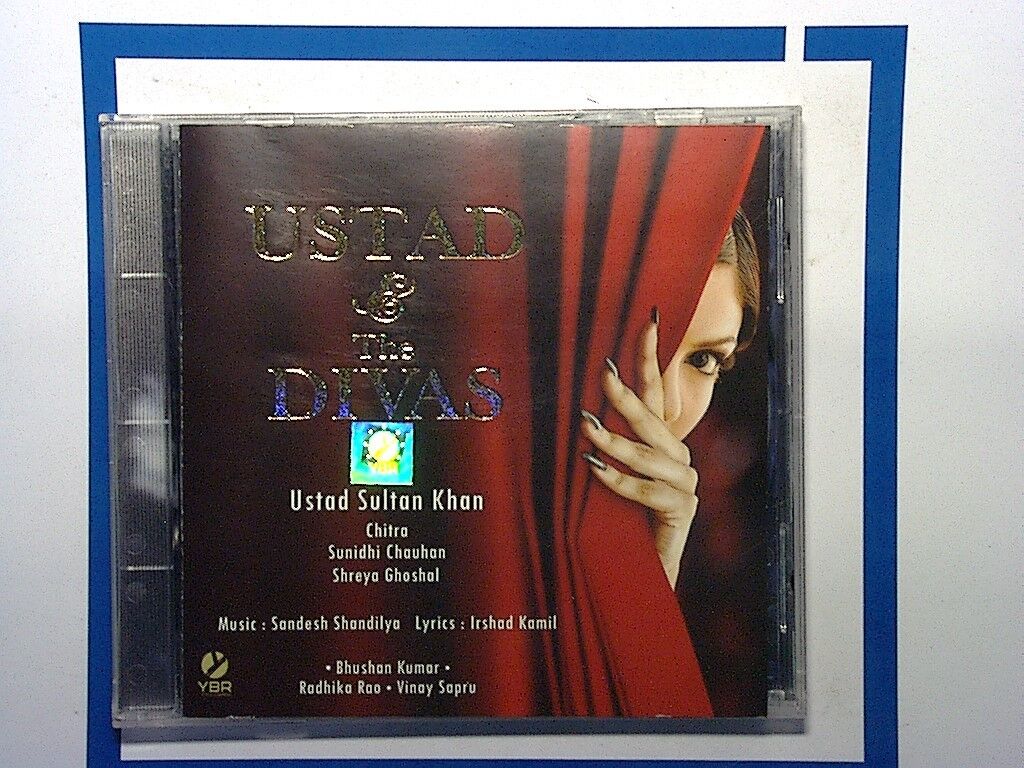 USTAD
&
The
DIVAS
YBR
Ustad Sultan Khan
Chitra
Sunidhi Chauhan
Shreya Ghoshal
Music : Sandesh Shandilya Lyrics : Irshad Kamil
• Bhushan Kumar •
Radhika Rao • Vinay Sapru
YBR